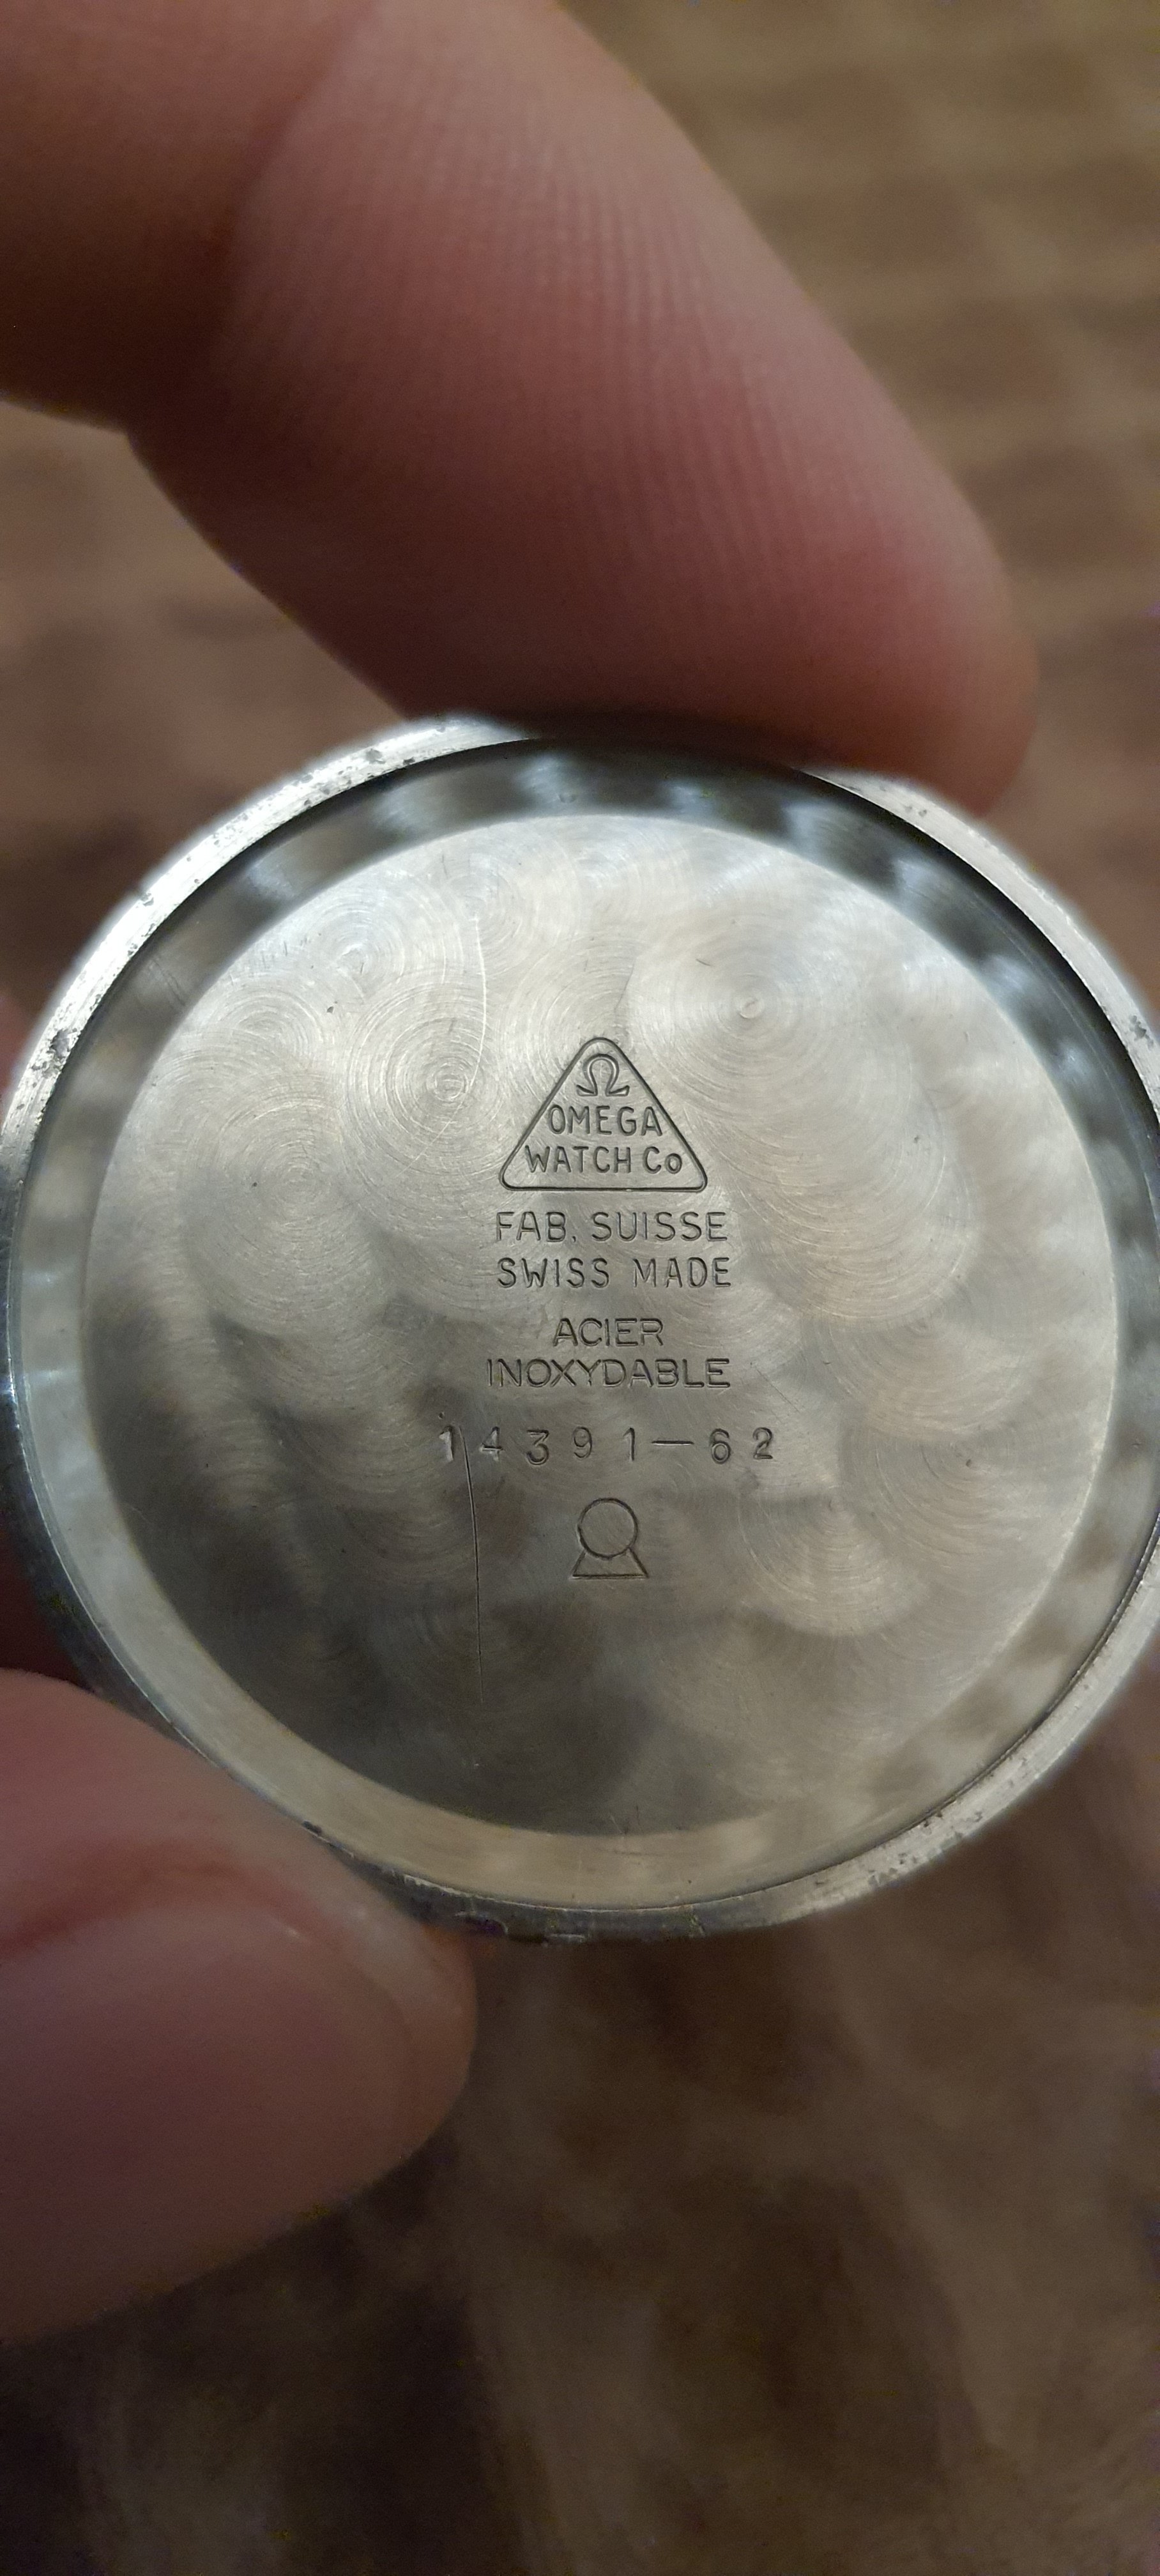 Ω
OMEGA
WATCH Co
FAB. SUISSE
SWISS MADE
ACIER
INOXYDABLE
14391-62